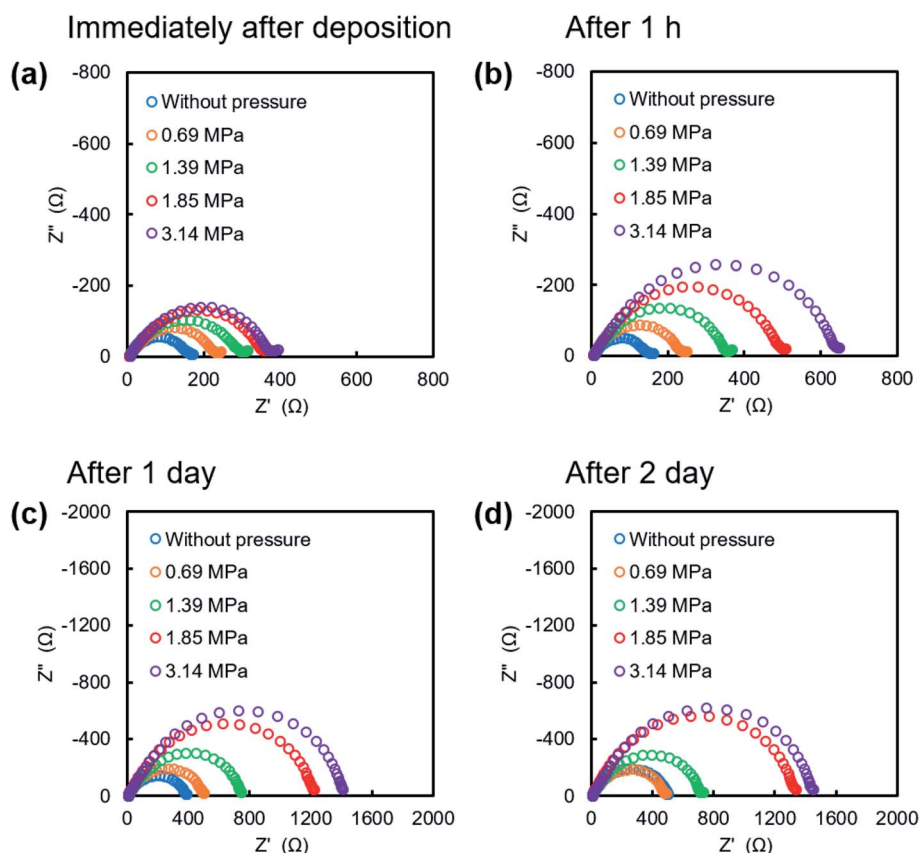 Immediately after deposition
After 1 h
(a)
-800
-600
-400
-200
0
Z'' (Ω)
Without pressure
0.69 MPa
1.39 MPa
1.85 MPa
3.14 MPa
0 200 400 600 800
Z' (Ω)
(b)
-800
-600
-400
-200
0
Z'' (Ω)
Without pressure
0.69 MPa
1.39 MPa
1.85 MPa
3.14 MPa
0 200 400 600 800
Z' (Ω)
After 1 day
After 2 day
(c)
-2000
-1600
-1200
-800
-400
0
Z'' (Ω)
Without pressure
0.69 MPa
1.39 MPa
1.85 MPa
3.14 MPa
0 400 800 1200 1600 2000
Z' (Ω)
(d)
-2000
-1600
-1200
-800
-400
0
Z'' (Ω)
Without pressure
0.69 MPa
1.39 MPa
1.85 MPa
3.14 MPa
0 400 800 1200 1600 2000
Z' (Ω)